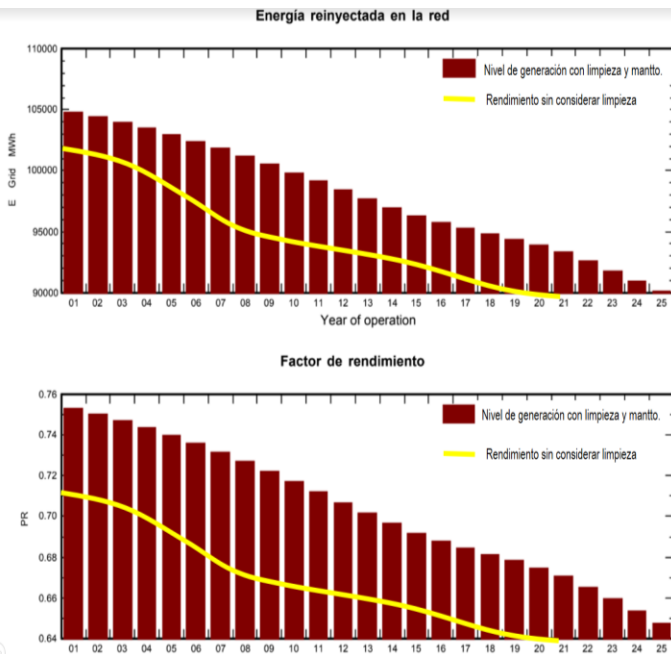 Energía reinyectada en la red
110000
Nivel de generación con limpieza y mantto.
Rendimiento sin considerar limpieza
105000
100000
95000
90000
E Grid MWh
01 02 03 04 05 06 07 08 09 10 11 12 13 14 15 16 17 18 19 20 21 22 23 24 25
Year of operation
Factor de rendimiento
0.76
Nivel de generación con limpieza y mantto.
0.74
Rendimiento sin considerar limpieza
0.72
0.70
0.68
0.66
0.64
PR
01 02 03 04 05 06 07 08 09 10 11 12 13 14 15 16 17 18 19 20 21 22 23 24 25